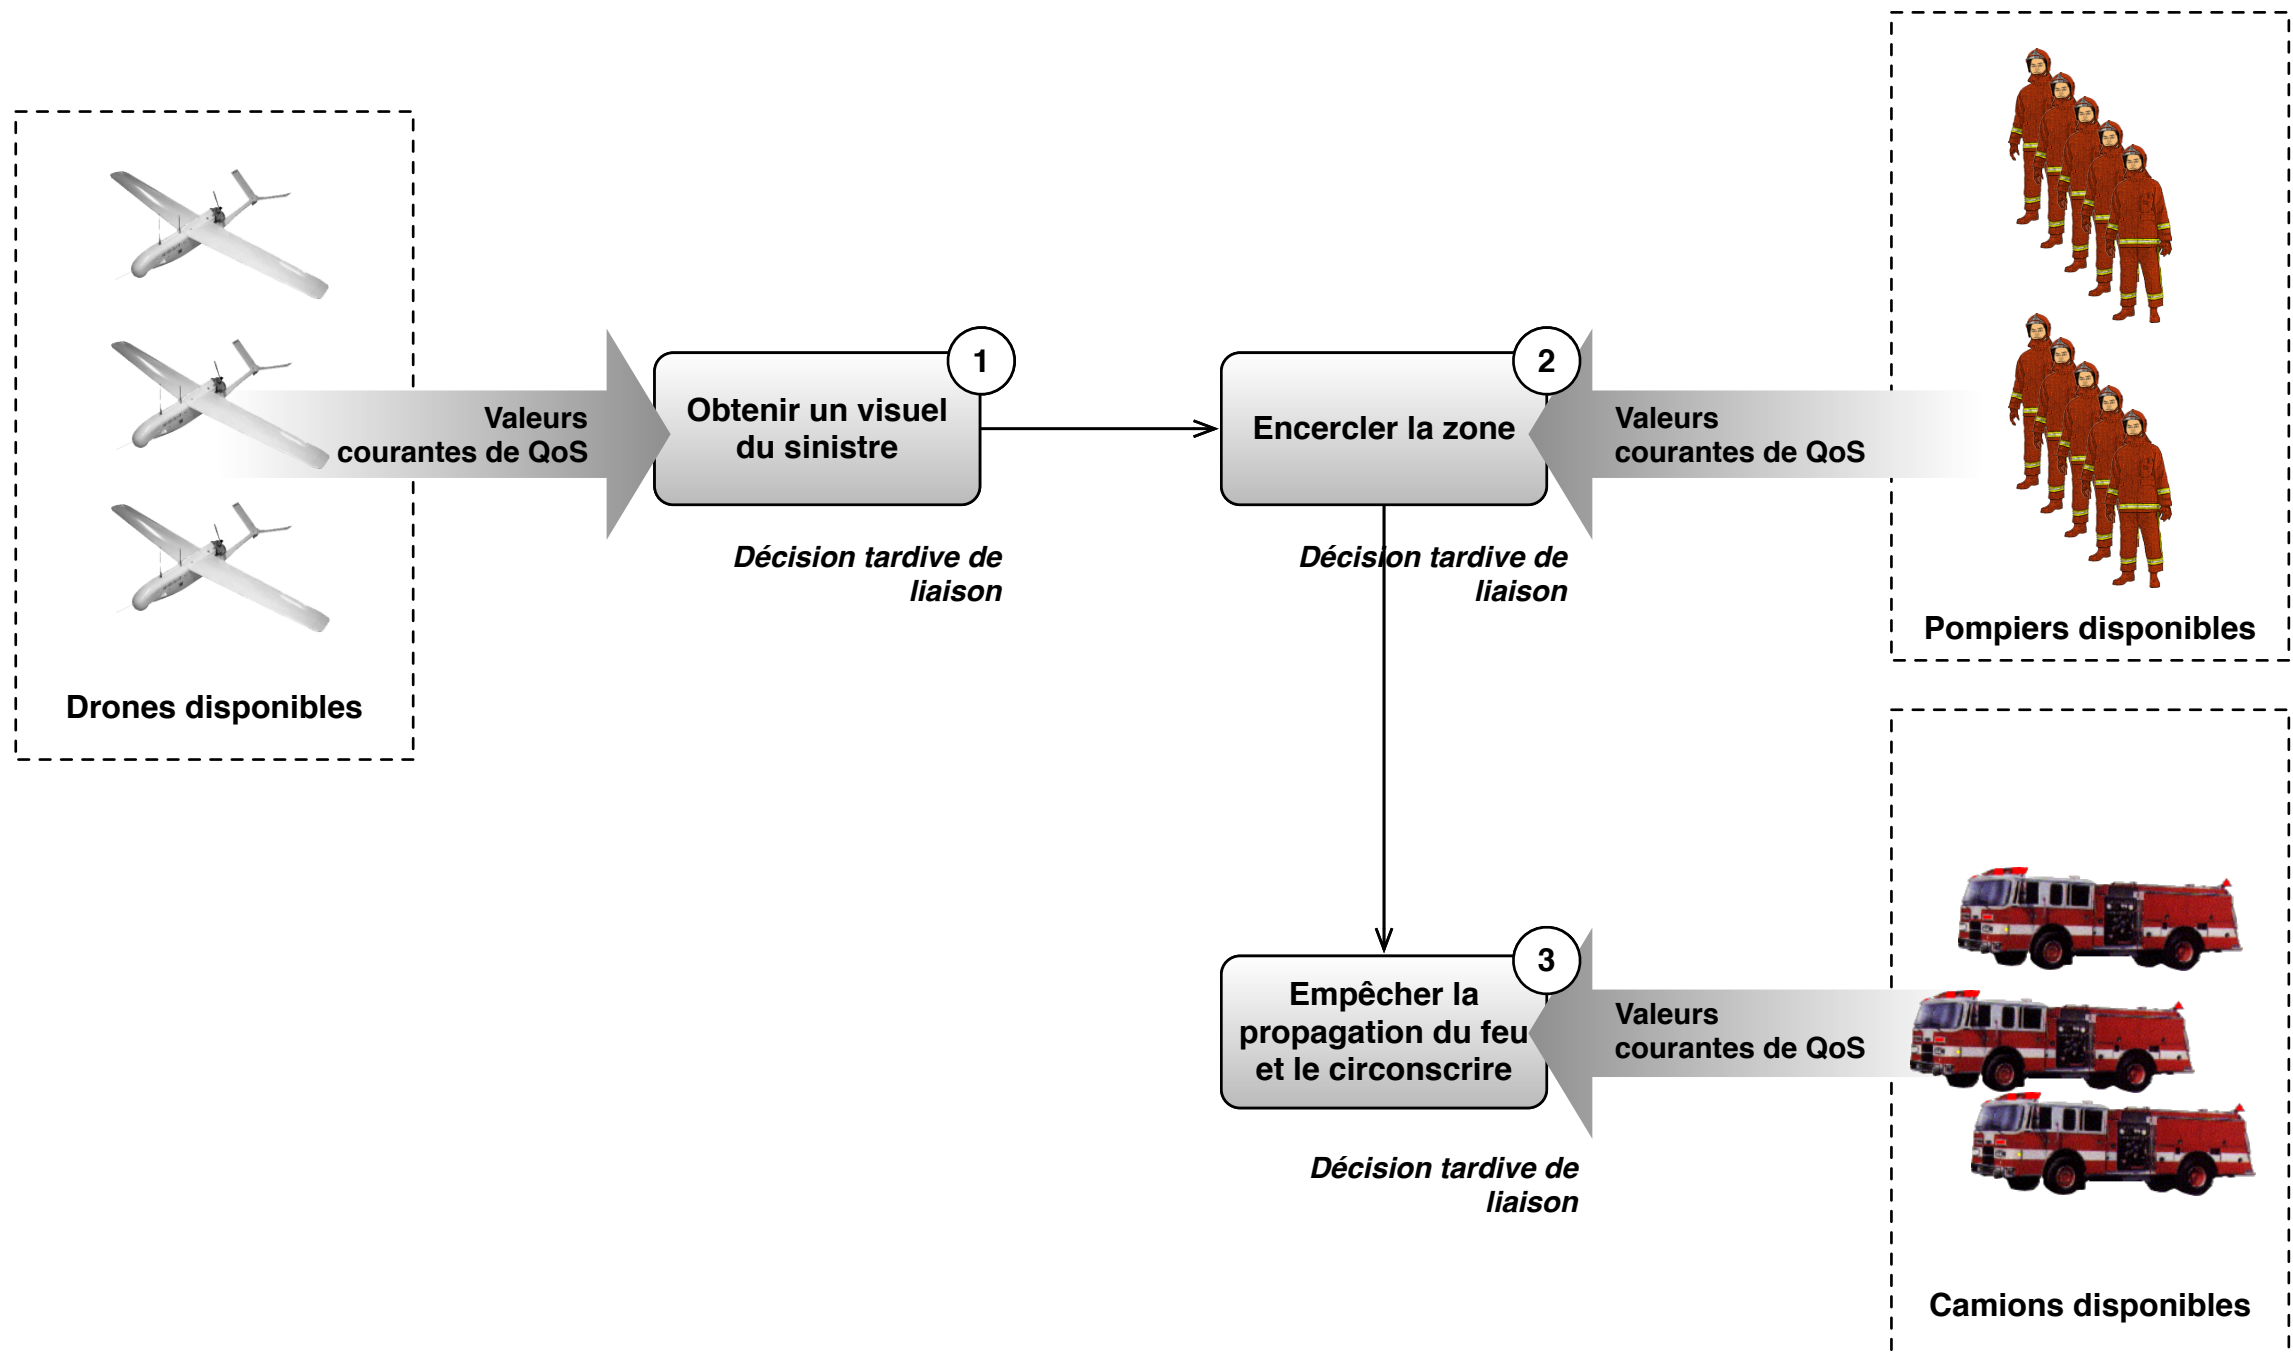 Drones disponibles
Valeurs
courantes de QoS
1
Obtenir un visuel
du sinistre
Décision tardive de
liaison
2
Encercler la zone
Décision tardive de
liaison
Valeurs
courantes de QoS
Pompiers disponibles
3
Empêcher la
propagation du feu
et le circonscrire
Décision tardive de
liaison
Valeurs
courantes de QoS
Camions disponibles